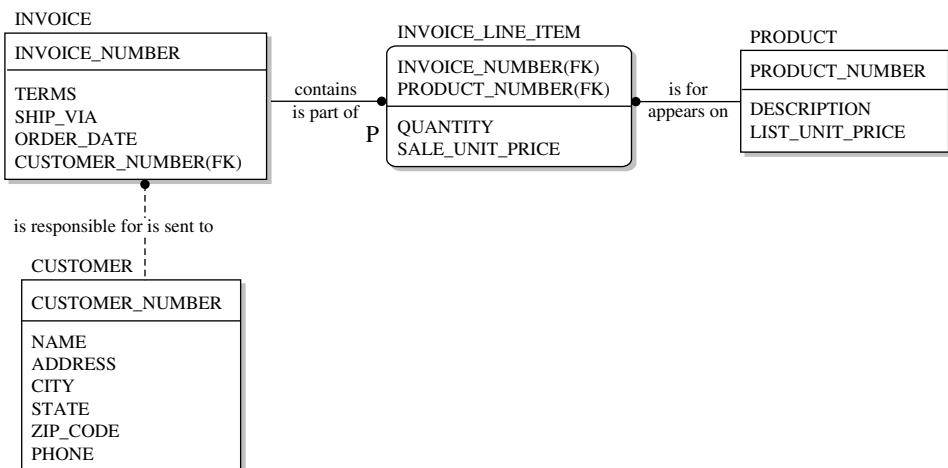 INVOICE
INVOICE_NUMBER
TERMS
SHIP_VIA
ORDER_DATE
CUSTOMER_NUMBER(FK)
contains
is part of
P
INVOICE_LINE_ITEM
INVOICE_NUMBER(FK)
PRODUCT_NUMBER(FK)
QUANTITY
SALE_UNIT_PRICE
is for
appears on
PRODUCT
PRODUCT_NUMBER
DESCRIPTION
LIST_UNIT_PRICE
is responsible for is sent to
CUSTOMER
CUSTOMER_NUMBER
NAME
ADDRESS
CITY
STATE
ZIP_CODE
PHONE